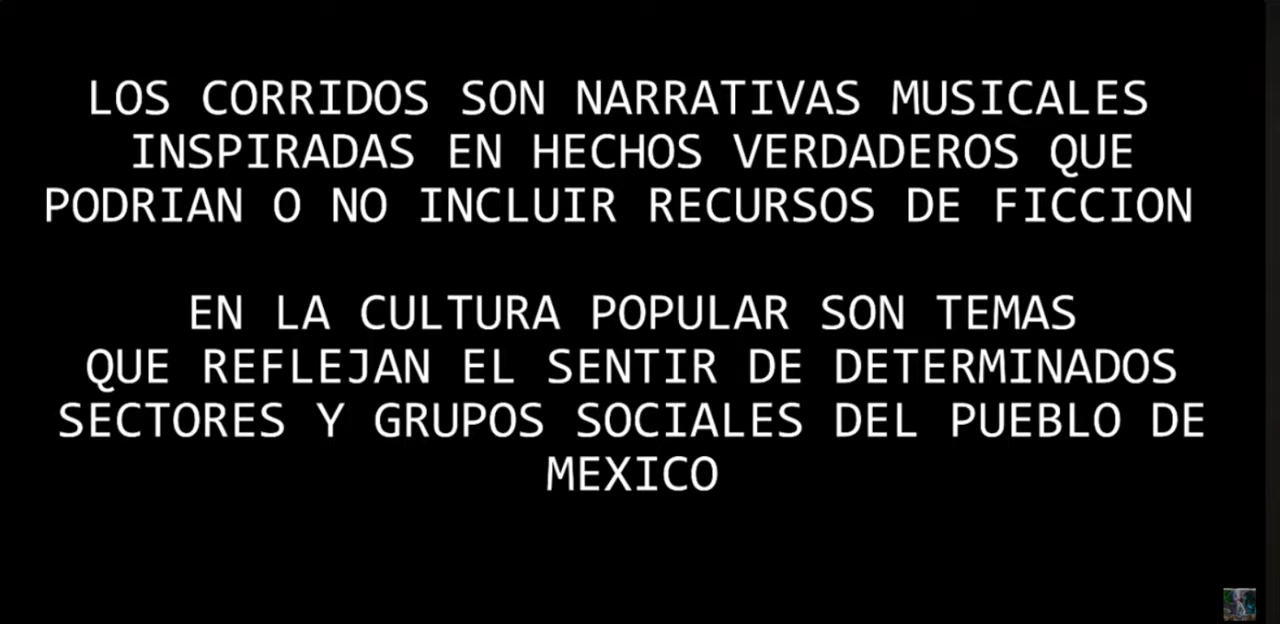 LOS CORRIDOS SON NARRATIVAS MUSICALES
INSPIRADAS EN HECHOS VERDADEROS QUE
PODRIAN O NO INCLUIR RECURSOS DE FICCION
EN LA CULTURA POPULAR SON TEMAS
QUE REFLEJAN EL SENTIR DE DETERMINADOS
SECTORES Y GRUPOS SOCIALES DEL PUEBLO DE
MEXICO